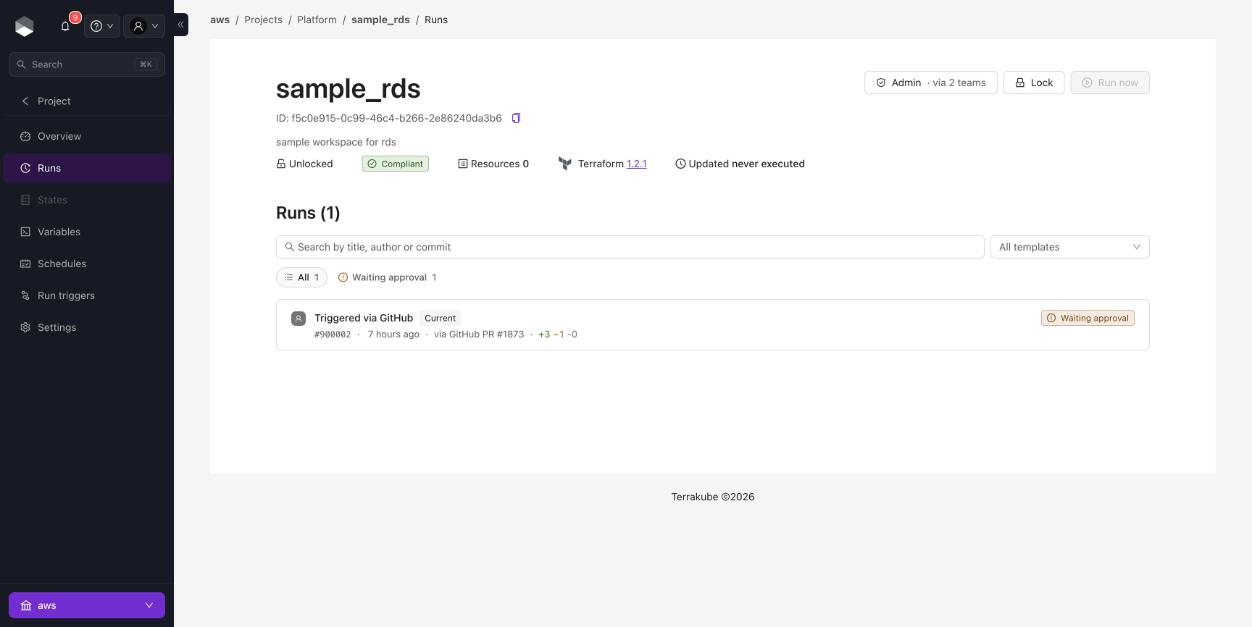 9
Search ⌘K
Project
Overview
Runs
States
Variables
Schedules
Run triggers
Settings
aws
aws / Projects / Platform / sample_rds / Runs
sample_rds
Admin · via 2 teams
Lock
Run now
ID: f5c0e915-0c99-46c4-b266-2e86240da3b6
sample workspace for rds
Unlocked Compliant Resources 0 Terraform 1.2.1 Updated never executed
Runs (1)
Search by title, author or commit
All templates
All 1 Waiting approval 1
Triggered via GitHub Current Waiting approval
#900002 · 7 hours ago · via GitHub PR #1873 · +3 ~1 -0
Terrakube ©2026